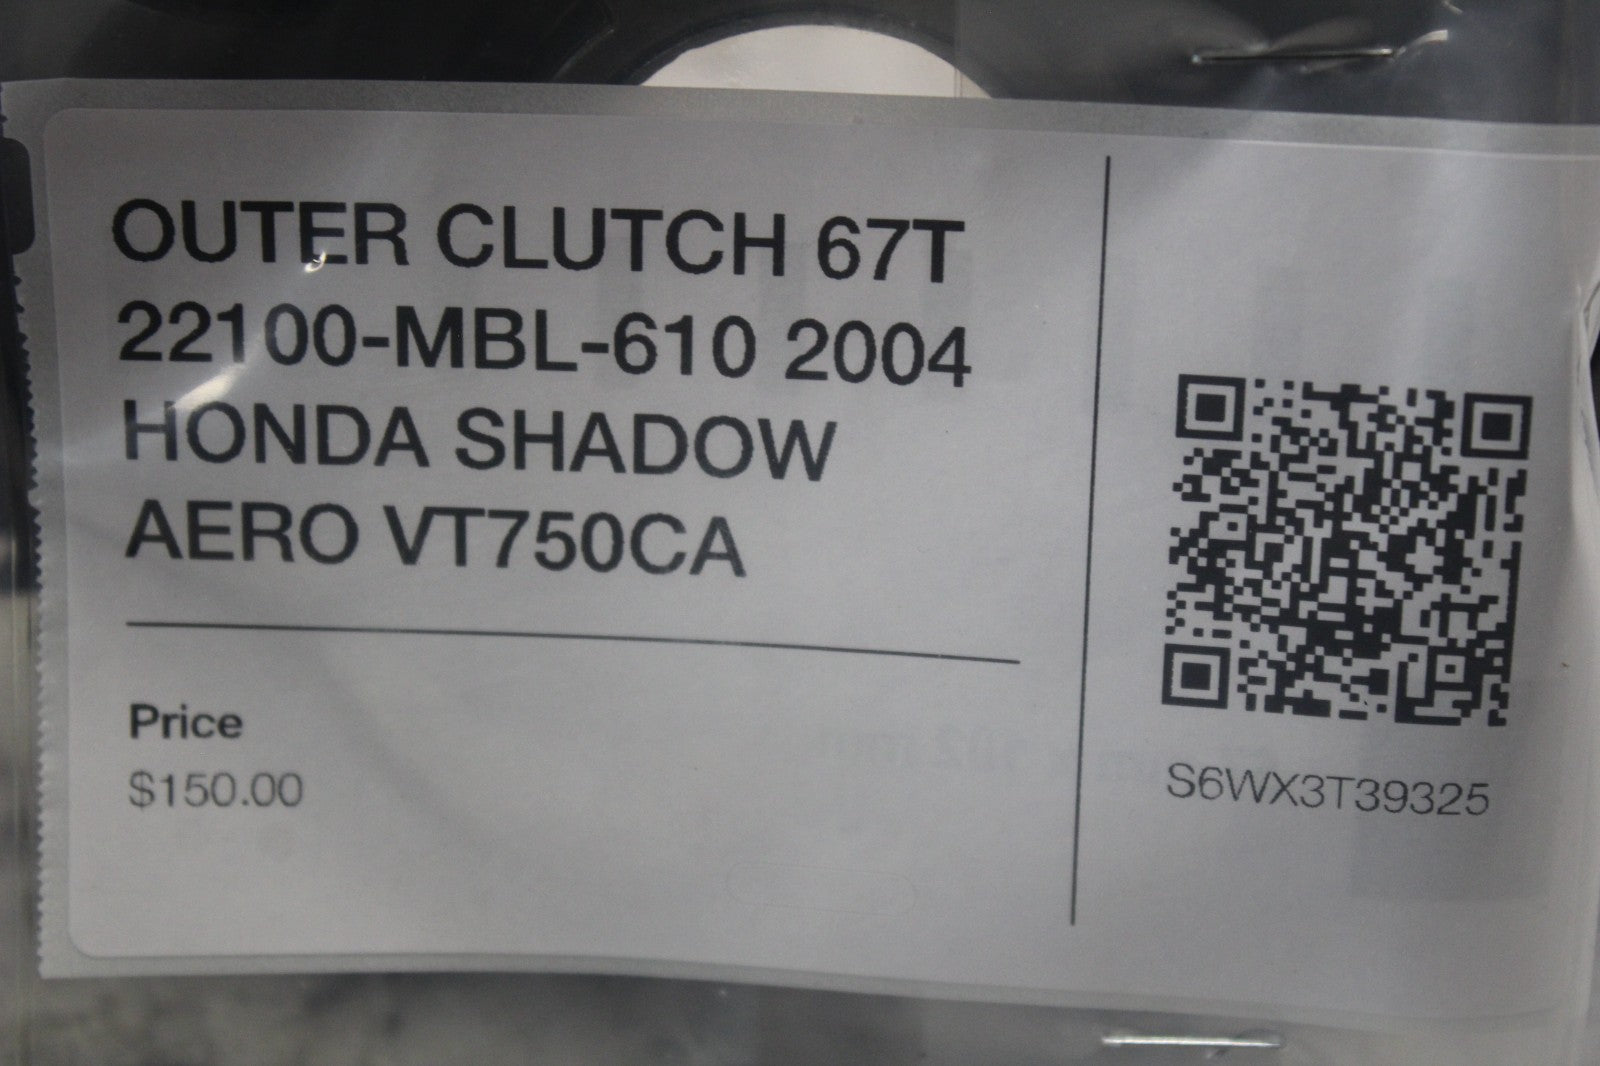 OUTER CLUTCH 67T
22100-MBL-610 2004
HONDA SHADOW
AERO VT750CA
Price
$150.00
S6WX3T39325